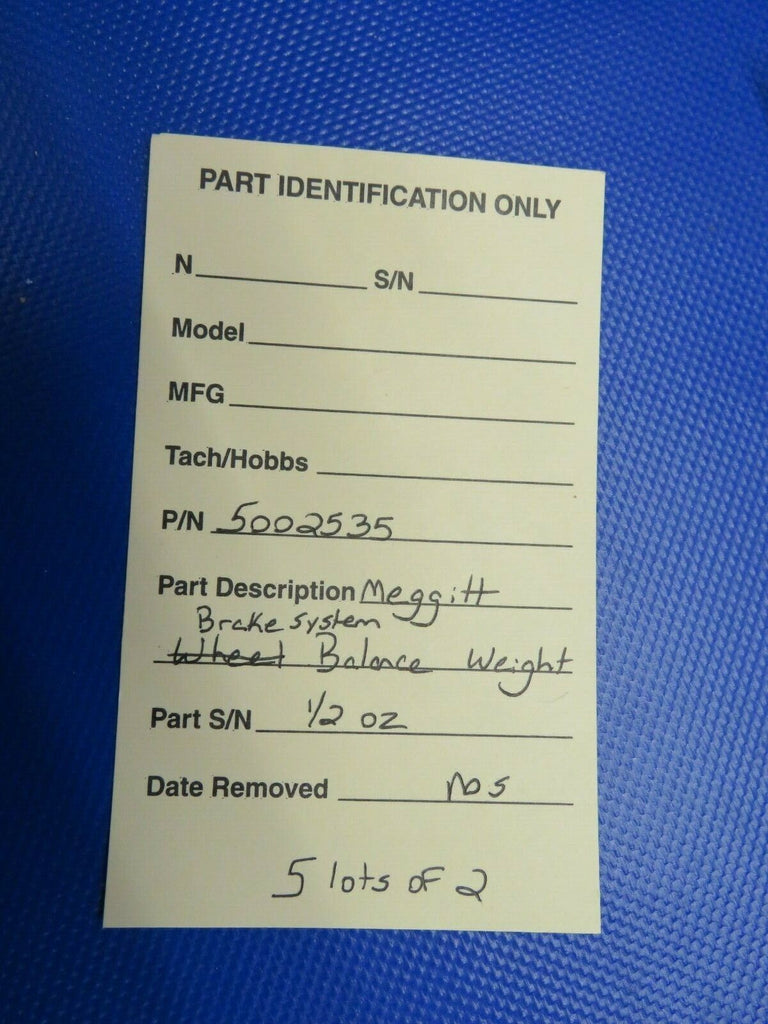 PART IDENTIFICATION ONLY
N S/N
Model
MFG
Tach/Hobbs
P/N 5002535
Part Description Meggitt
Brake System
Wheel Balance Weight
Part S/N 1/2 oz
Date Removed NOS
5 lots of 2